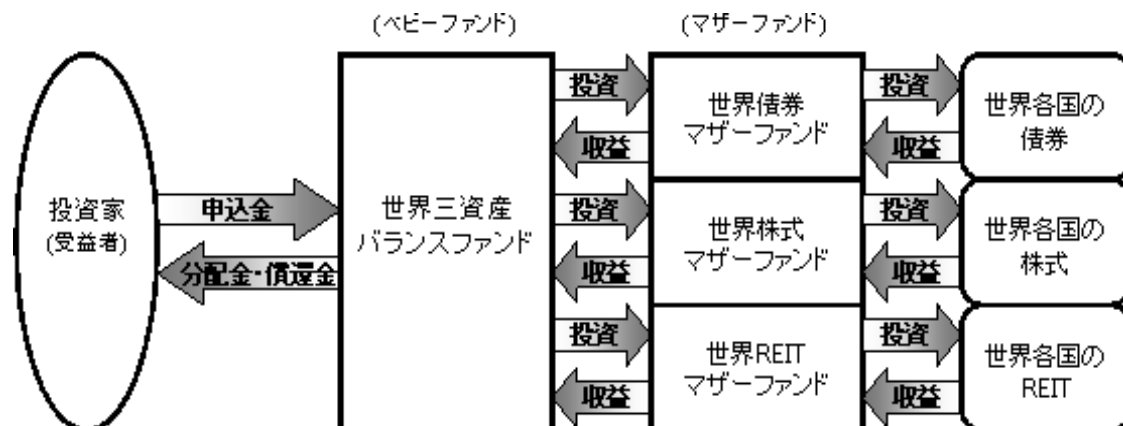 (ベビーファンド)
(マザーファンド)
投資家
(受益者)
申込金
分配金・償還金
世界三資産
バランスファンド
投資
収益
投資
収益
投資
収益
世界債券
マザーファンド
世界株式
マザーファンド
世界REIT
マザーファンド
投資
収益
投資
収益
投資
収益
世界各国の
債券
世界各国の
株式
世界各国の
REIT